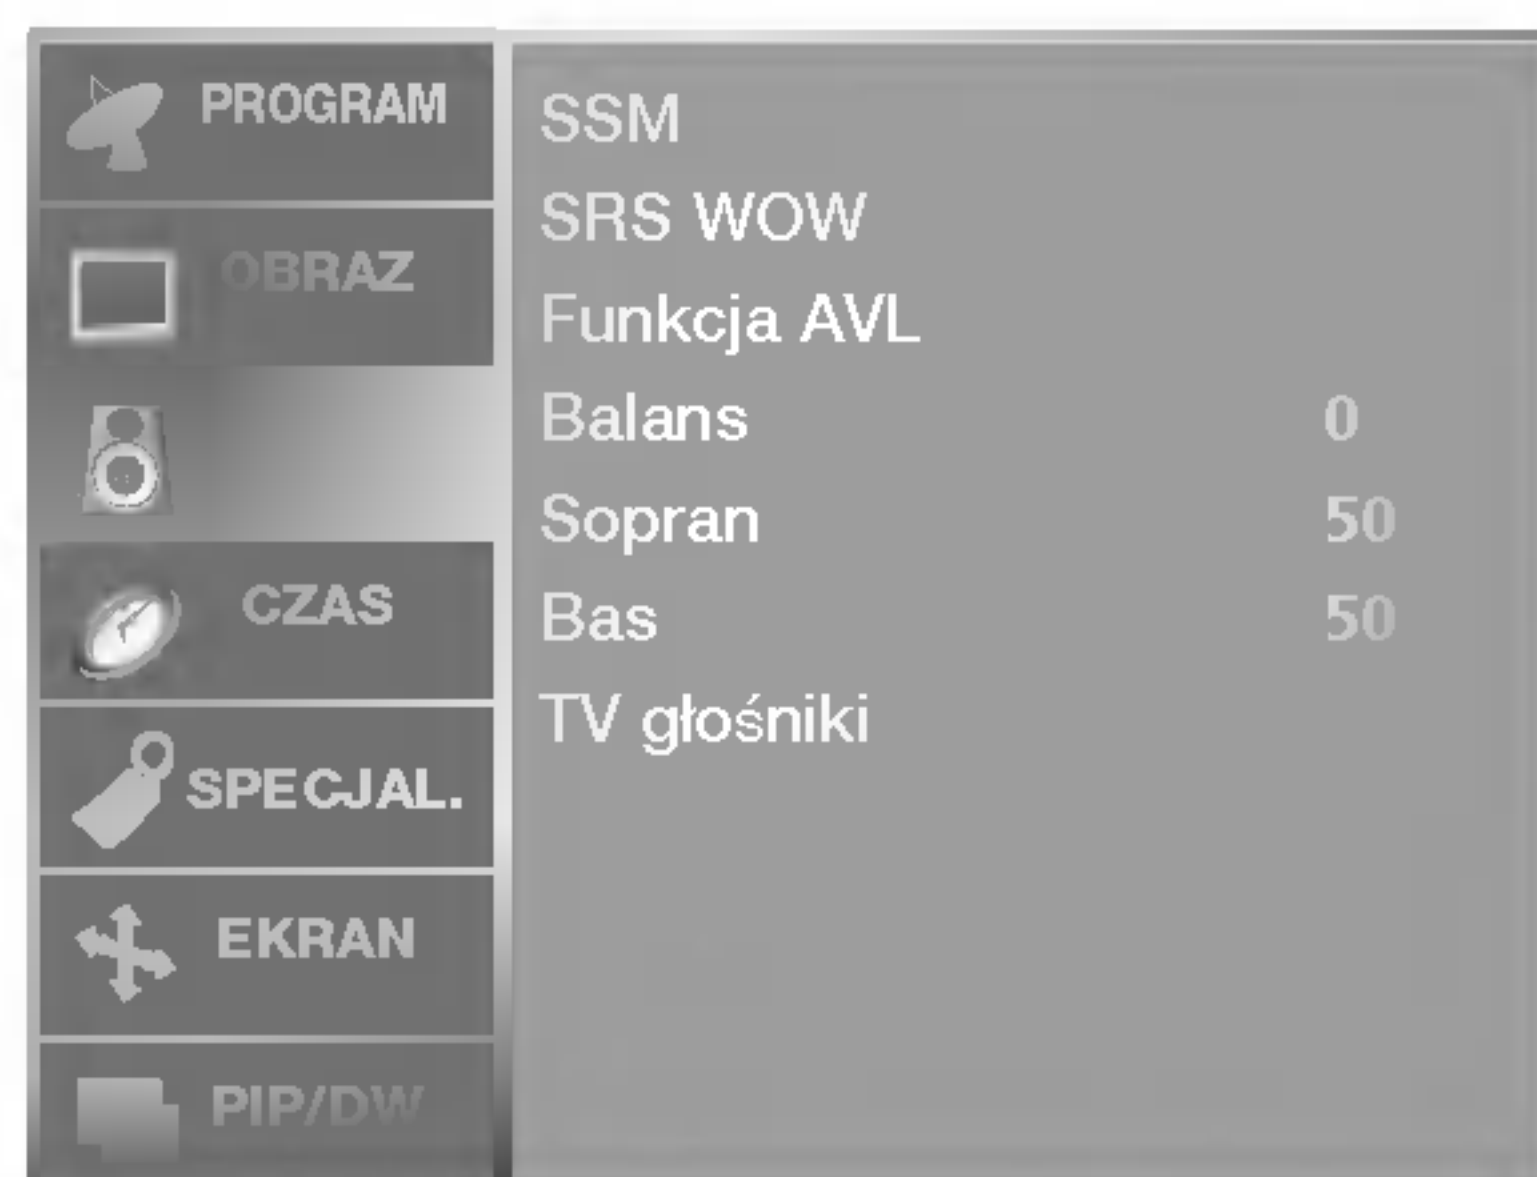 PROGRAM
OBRAZ
CZAS
SPECJAL.
EKRAN
PIP/DW
SSM
SRS WOW
Funkcja AVL
Balans 0
Sopran 50
Bas 50
TV głośniki